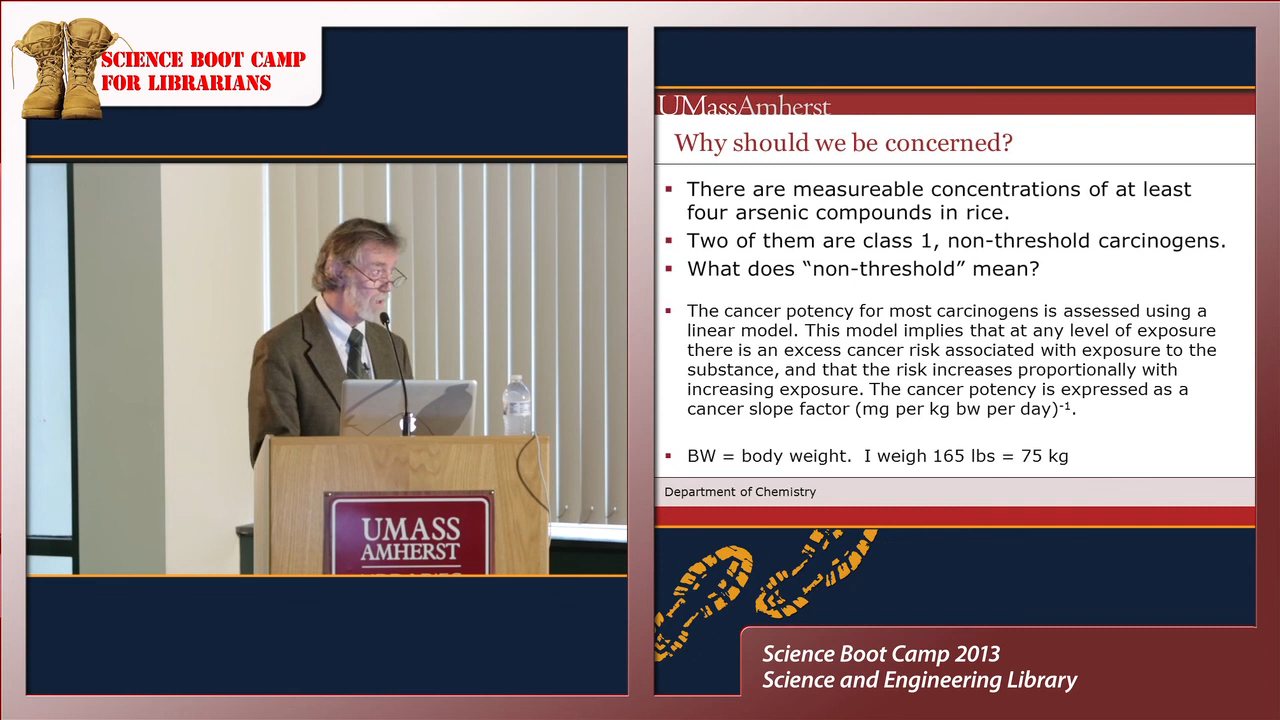 SCIENCE BOOT CAMP
FOR LIBRARIANS
UMASS
AMHERST
UMassAmherst
Why should we be concerned?
▪ There are measureable concentrations of at least
four arsenic compounds in rice.
▪ Two of them are class 1, non-threshold carcinogens.
▪ What does “non-threshold” mean?
▪ The cancer potency for most carcinogens is assessed using a
linear model. This model implies that at any level of exposure
there is an excess cancer risk associated with exposure to the
substance, and that the risk increases proportionally with
increasing exposure. The cancer potency is expressed as a
cancer slope factor (mg per kg bw per day)-1.
▪ BW = body weight.  I weigh 165 lbs = 75 kg
Department of Chemistry
Science Boot Camp 2013
Science and Engineering Library